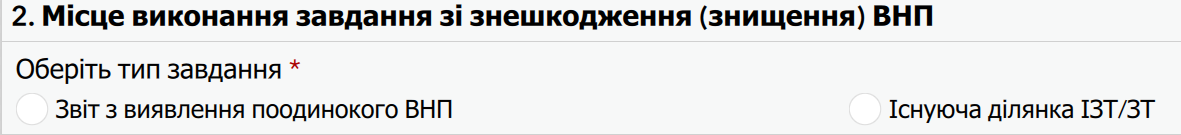 2. Місце виконання завдання зі знешкодження (знищення) ВНП
Оберіть тип завдання *
Звіт з виявлення поодинокого ВНП
Існуюча ділянка ІЗТ/ЗТ